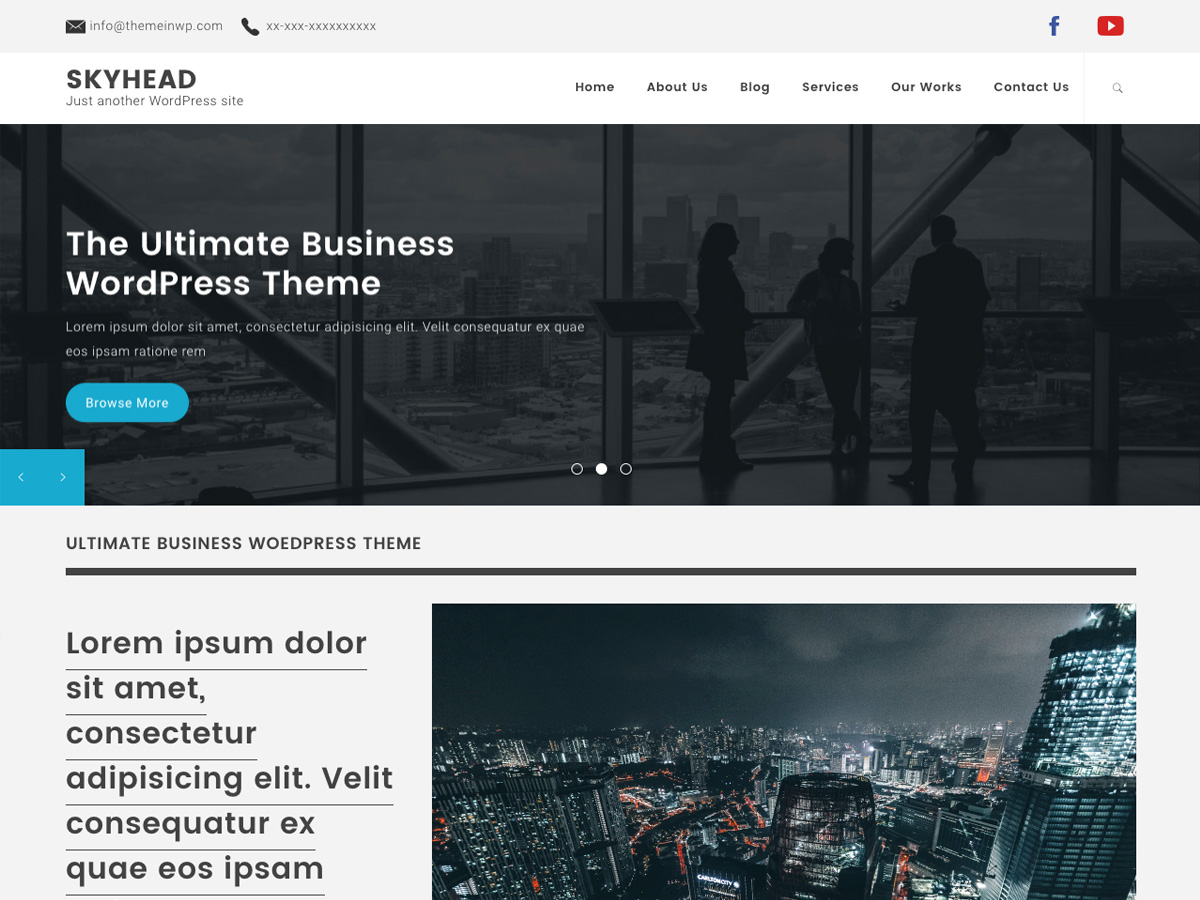 info@themeinwp.com xx-xxx-xxxxxxxxxx
SKYHEAD
Just another WordPress site
Home About Us Blog Services Our Works Contact Us
The Ultimate Business
WordPress Theme
Lorem ipsum dolor sit amet, consectetur adipisicing elit. Velit consequatur ex quae
eos ipsam ratione rem
Browse More
ULTIMATE BUSINESS WOEDPRESS THEME
Lorem ipsum dolor
sit amet,
consectetur
adipisicing elit. Velit
consequatur ex
quae eos ipsam
CARLTON CITY